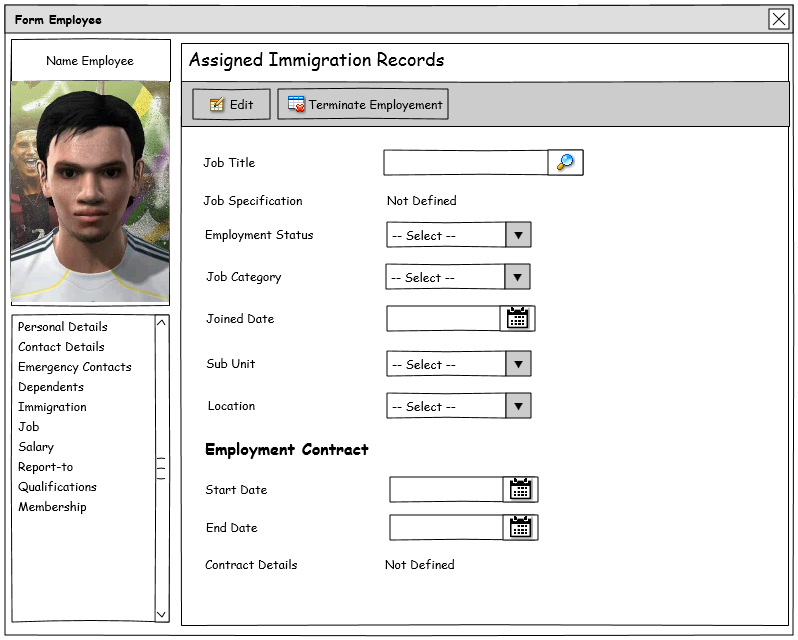 Form Employee
Name Employee
Assigned Immigration Records
Edit
Terminate Employement
Job Title
Job Specification Not Defined
Employment Status -- Select --
Job Category -- Select --
Joined Date
Sub Unit -- Select --
Location -- Select --
Employment Contract
Start Date
End Date
Contract Details Not Defined
Personal Details
Contact Details
Emergency Contacts
Dependents
Immigration
Job
Salary
Report-to
Qualifications
Membership